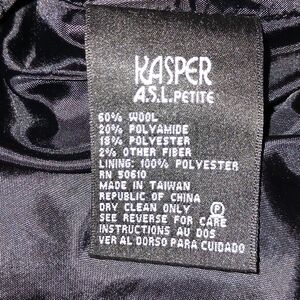 KASPER
A.S.L. PETITE
60% WOOL
20% POLYAMIDE
18% POLYESTER
2% OTHER FIBER
LINING: 100% POLYESTER
RN 50610
MADE IN TAIWAN
REPUBLIC OF CHINA
DRY CLEAN ONLY P
SEE REVERSE FOR CARE
INSTRUCTIONS AU DOS
VER AL DORSO PARA CUIDADO